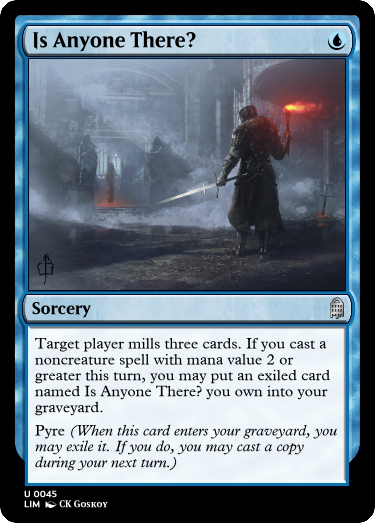 Is Anyone There?
Sorcery
Target player mills three cards. If you cast a
noncreature spell with mana value 2 or
greater this turn, you may put an exiled card
named Is Anyone There? you own into your
graveyard.
Pyre (When this card enters your graveyard, you
may exile it. If you do, you may cast a copy
during your next turn.)
U 0045
LIM CK Goskoy